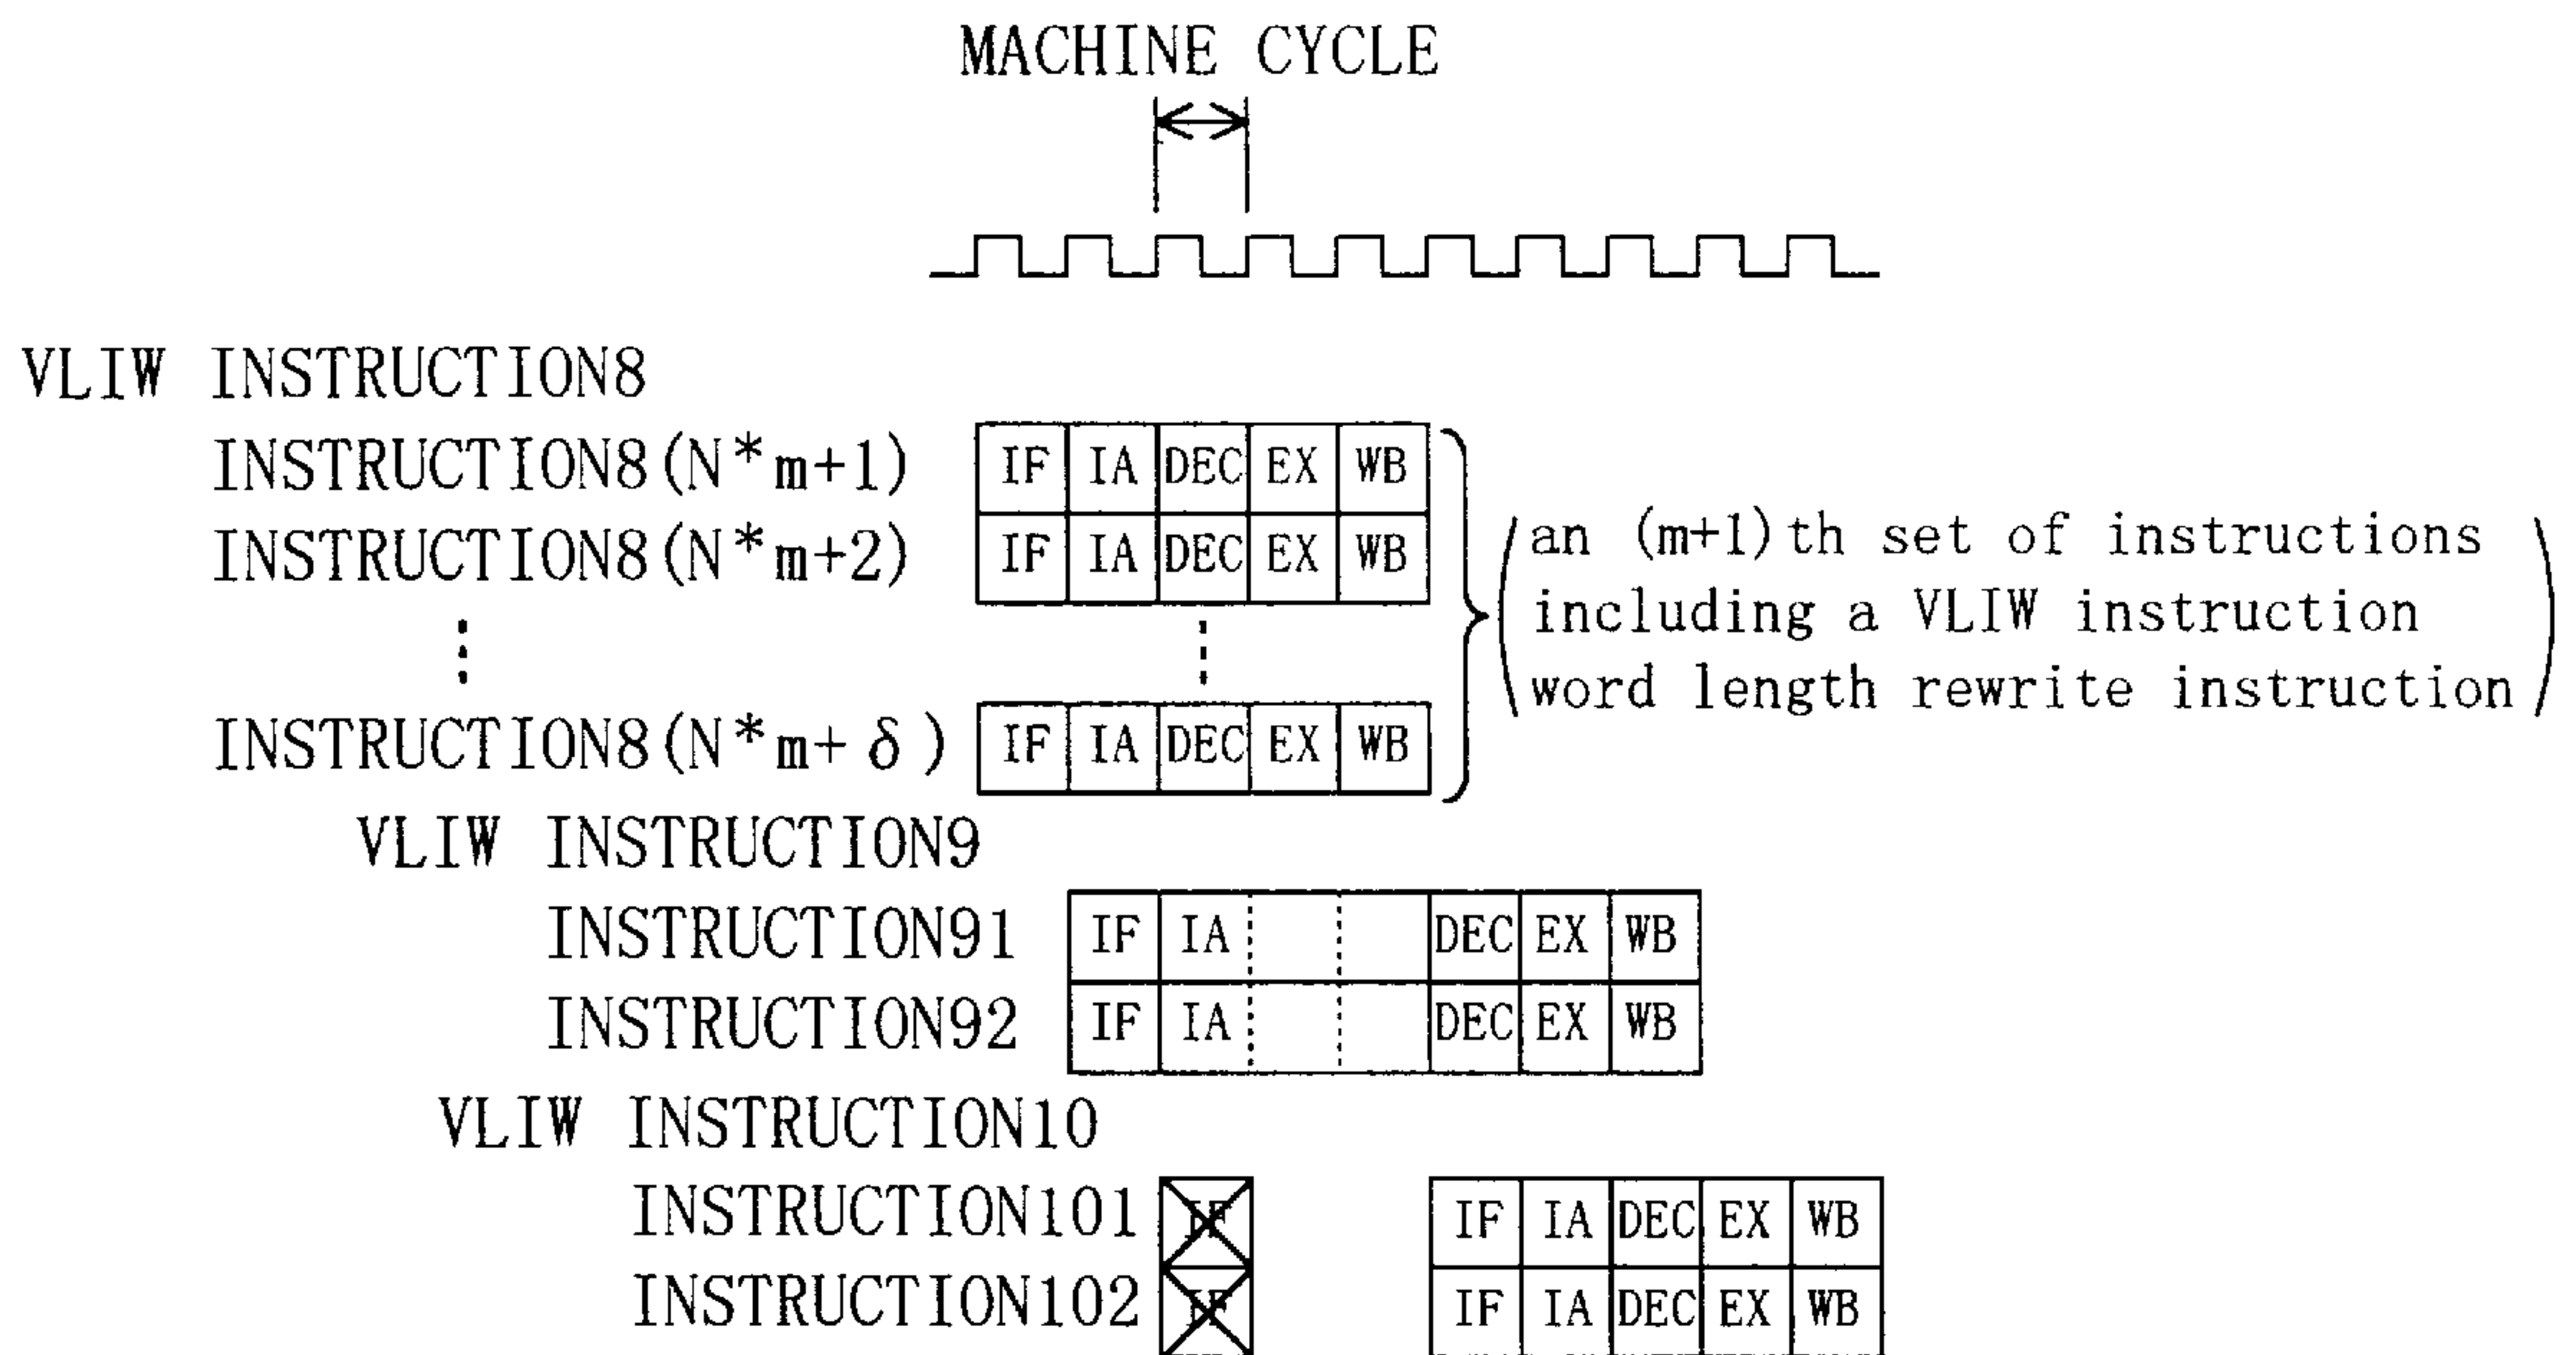 MACHINE CYCLE
VLIW INSTRUCTION8
INSTRUCTION8(N*m+1) IF IA DEC EX WB
INSTRUCTION8(N*m+2) IF IA DEC EX WB
an (m+1)th set of instructions
including a VLIW instruction
word length rewrite instruction
INSTRUCTION8(N*m+δ) IF IA DEC EX WB
VLIW INSTRUCTION9
INSTRUCTION91 IF IA DEC EX WB
INSTRUCTION92 IF IA DEC EX WB
VLIW INSTRUCTION10
INSTRUCTION101 IF IF IA DEC EX WB
INSTRUCTION102 IF IF IA DEC EX WB